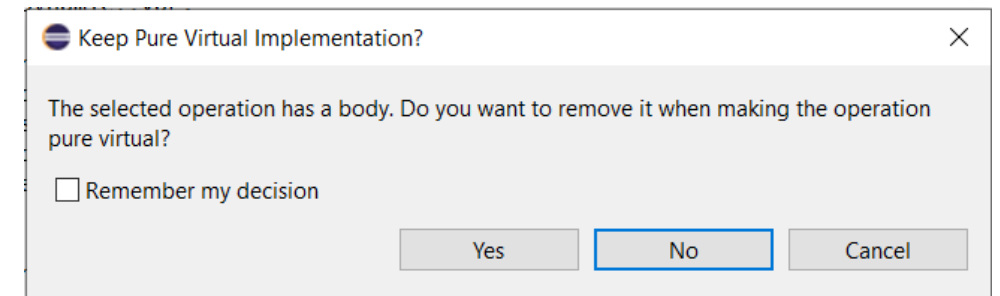 Keep Pure Virtual Implementation?
The selected operation has a body. Do you want to remove it when making the operation
pure virtual?
Remember my decision
Yes No Cancel